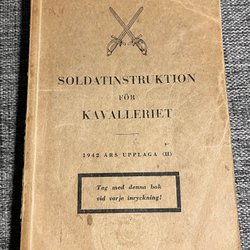 SOLDATINSTRUKTION
FÖR
KAVALLERIET
1942 ÅRS UPPLAGA (II)
Tag med denna bok
vid varje inryckning!